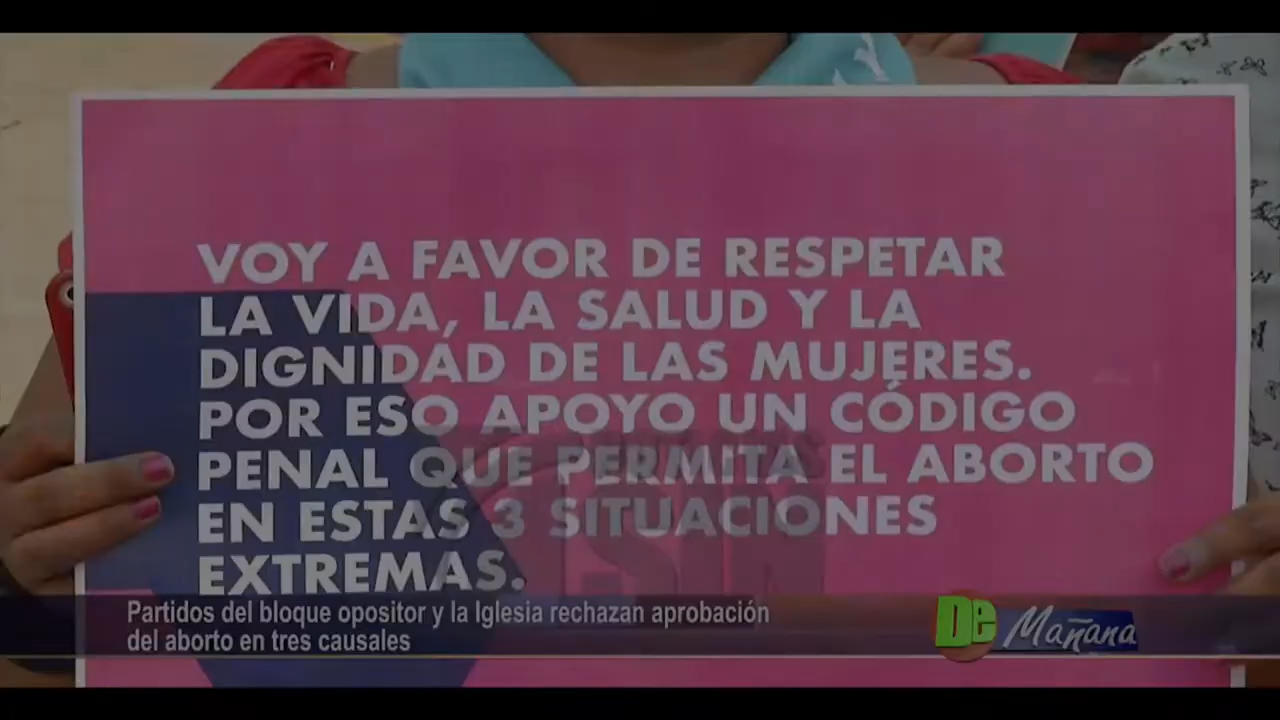 VOY A FAVOR DE RESPETAR
LA VIDA, LA SALUD Y LA
DIGNIDAD DE LAS MUJERES.
POR ESO APOYO UN CÓDIGO
PENAL QUE PERMITA EL ABORTO
EN ESTAS 3 SITUACIONES
EXTREMAS.
Partidos del bloque opositor y la Iglesia rechazan aprobación
del aborto en tres causales
De Mañana